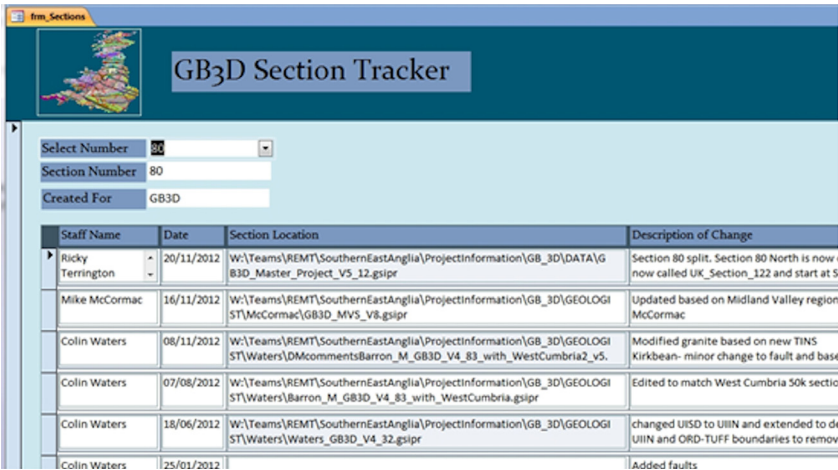 frm_Sections
GB3D Section Tracker
Select Number 80
Section Number 80
Created For GB3D
Staff Name Date Section Location Description of Change
Ricky Terrington 20/11/2012 W:\Teams\REMT\SouthernEastAnglia\ProjectInformation\GB_3D\DATA\G Section 80 split. Section 80 North is now
B3D_Master_Project_V5_12.gsipr now called UK_Section_122 and start at S
Mike McCormac 16/11/2012 W:\Teams\REMT\SouthernEastAnglia\ProjectInformation\GB_3D\GEOLOGI Updated based on Midland Valley region
ST\McCormac\GB3D_MVS_V8.gsipr McCormac
Colin Waters 08/11/2012 W:\Teams\REMT\SouthernEastAnglia\ProjectInformation\GB_3D\GEOLOGI Modified granite based on new TINS
ST\Waters\DMcommentsBarron_M_GB3D_V4_83_with_WestCumbria2_v5. Kirkbean- minor change to fault and base
Colin Waters 07/08/2012 W:\Teams\REMT\SouthernEastAnglia\ProjectInformation\GB_3D\GEOLOGI Edited to match West Cumbria 50k sectio
ST\Waters\Barron_M_GB3D_V4_83_with_WestCumbria.gsipr
Colin Waters 18/06/2012 W:\Teams\REMT\SouthernEastAnglia\ProjectInformation\GB_3D\GEOLOGI changed UISD to UIIN and extended to de
ST\Waters\Waters_GB3D_V4_32.gsipr UIIN and ORD-TUFF boundaries to remov
Colin Waters 25/01/2012 Added faults